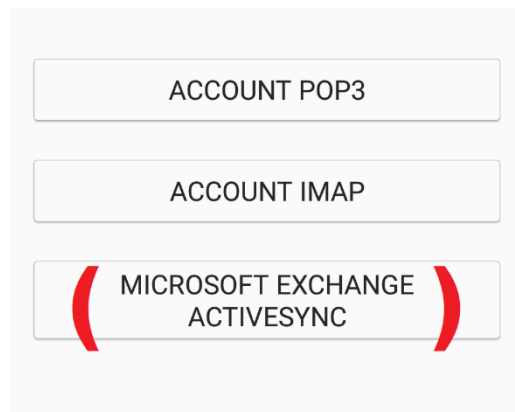 ACCOUNT POP3
ACCOUNT IMAP
MICROSOFT EXCHANGE
ACTIVESYNC